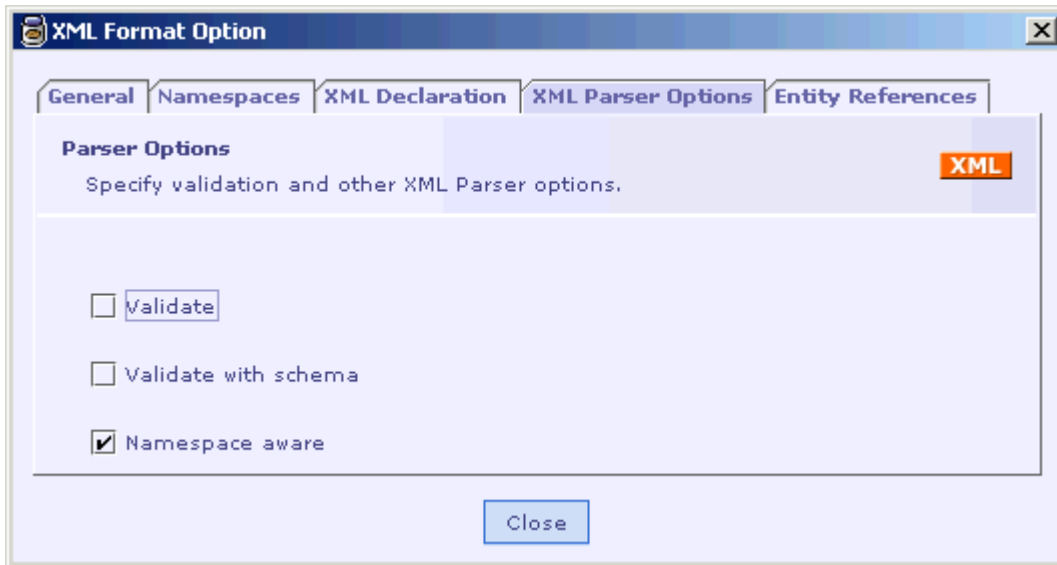 XML Format Option
General Namespaces XML Declaration XML Parser Options Entity References
Parser Options
XML
Specify validation and other XML Parser options.
Validate
Validate with schema
Namespace aware
Close